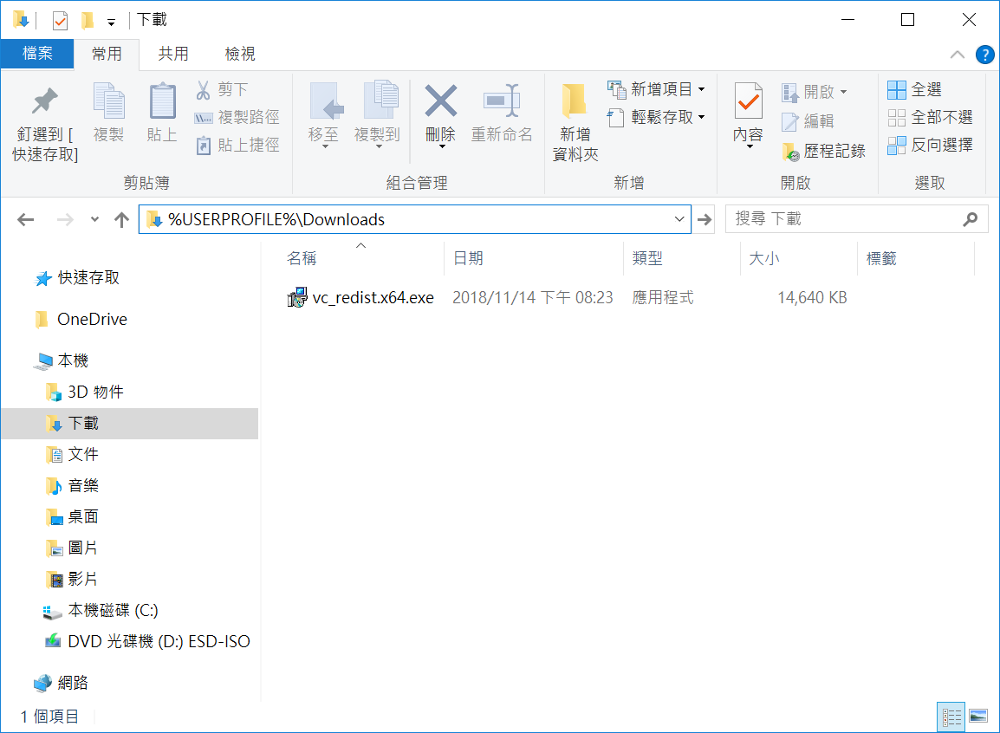 下載
檔案
常用
共用
檢視
?
釘選到 [
快速存取]
複製
貼上
剪下
複製路徑
貼上捷徑
剪貼簿
移至
複製到
刪除
重新命名
組合管理
新增
資料夾
新增項目
輕鬆存取
新增
內容
開啟
編輯
歷程記錄
開啟
全選
全部不選
反向選擇
選取
%USERPROFILE%\Downloads
搜尋 下載
名稱
日期
類型
大小
標籤
vc_redist.x64.exe
2018/11/14 下午 08:23
應用程式
14,640 KB
快速存取
OneDrive
本機
3D 物件
下載
文件
音樂
桌面
圖片
影片
本機磁碟 (C:)
DVD 光碟機 (D:) ESD-ISO
網路
1 個項目